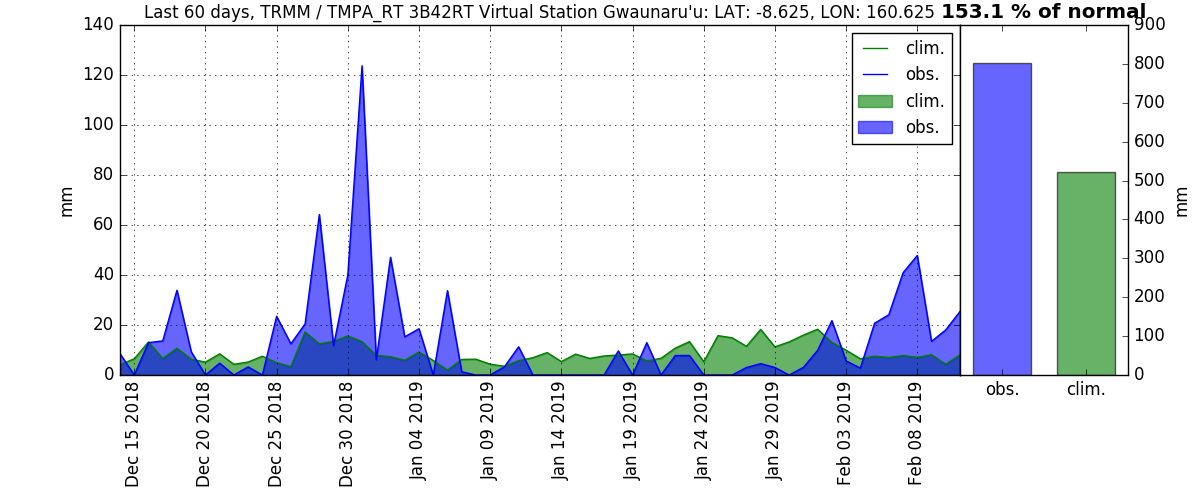 Last 60 days, TRMM / TMPA_RT 3B42RT Virtual Station Gwaunaru'u: LAT: -8.625, LON: 160.625 153.1 % of normal
140
120
100
80
60
40
20
0
mm
clim.
obs.
clim.
obs.
900
800
700
600
500
400
300
200
100
0
mm
Dec 15 2018
Dec 20 2018
Dec 25 2018
Dec 30 2018
Jan 04 2019
Jan 09 2019
Jan 14 2019
Jan 19 2019
Jan 24 2019
Jan 29 2019
Feb 03 2019
Feb 08 2019
obs.
clim.